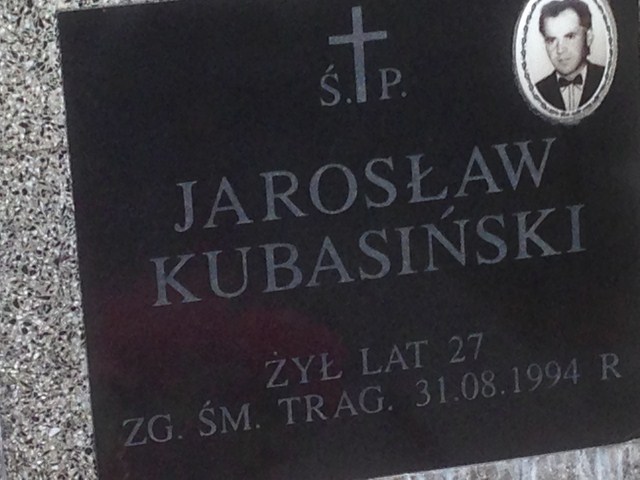 Ś. P.
JAROSŁAW
KUBASIŃSKI
ŻYŁ LAT 27
ZG. ŚM. TRAG. 31.08.1994 R